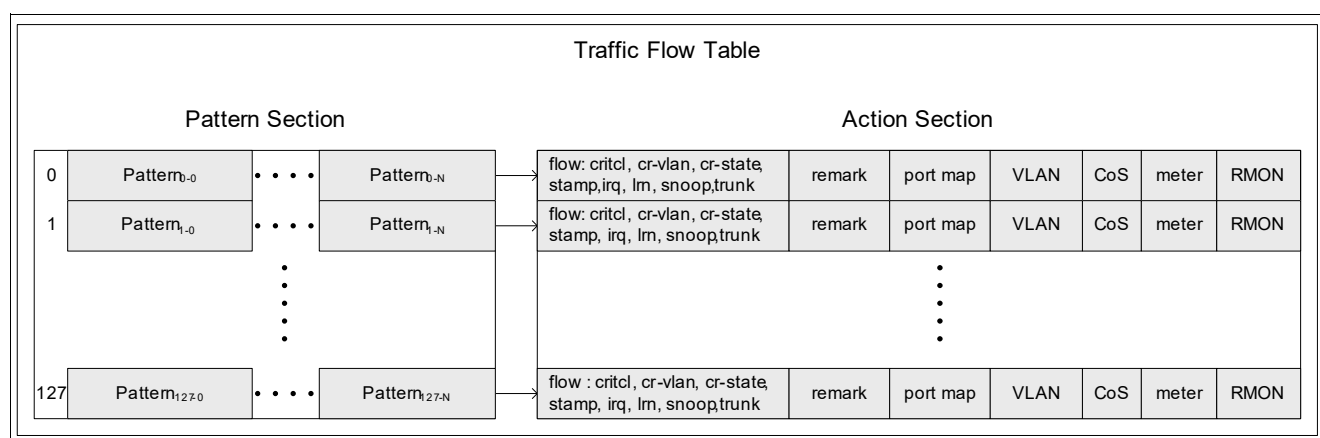 Traffic Flow Table
Pattern Section
Action Section
0 Pattern0-0 Pattern0-N flow: critcl, cr-vlan, cr-state, remark port map VLAN CoS meter RMON
stamp,irq, lrn, snoop,trunk
1 Pattern1-0 Pattern1-N flow: critcl, cr-vlan, cr-state, remark port map VLAN CoS meter RMON
stamp, irq, lrn, snoop,trunk
127 Pattern127-0 Pattern127-N flow : critcl, cr-vlan, cr-state, remark port map VLAN CoS meter RMON
stamp, irq, lrn, snoop,trunk